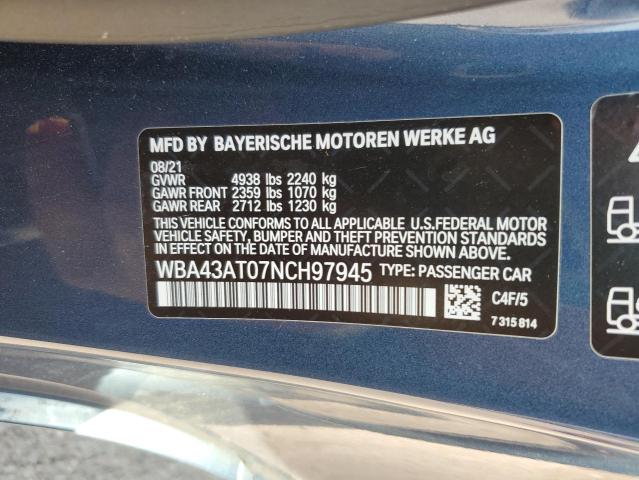 MFD BY BAYERISCHE MOTOREN WERKE AG
08/21
GVWR 4938 lbs 2240 kg
GAWR FRONT 2359 lbs 1070 kg
GAWR REAR 2712 lbs 1230 kg
THIS VEHICLE CONFORMS TO ALL APPLICABLE U.S.FEDERAL MOTOR
VEHICLE SAFETY, BUMPER AND THEFT PREVENTION STANDARDS
IN EFFECT ON THE DATE OF MANUFACTURE SHOWN ABOVE.
WBA43AT07NCH97945 TYPE: PASSENGER CAR
C4F/5
7 315 814